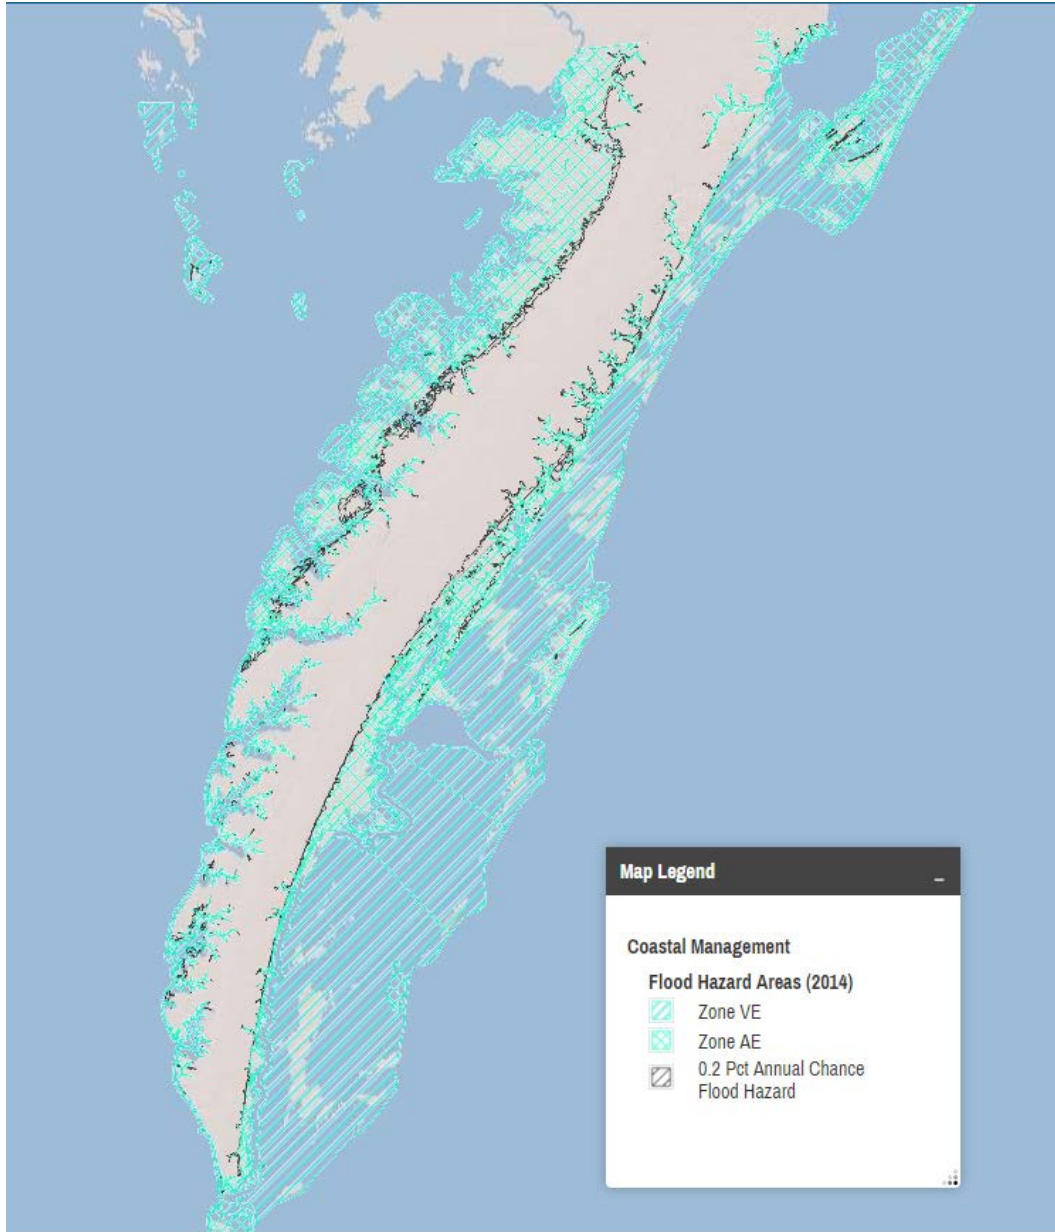 Map Legend
Coastal Management
Flood Hazard Areas (2014)
Zone VE
Zone AE
0.2 Pct Annual Chance
Flood Hazard